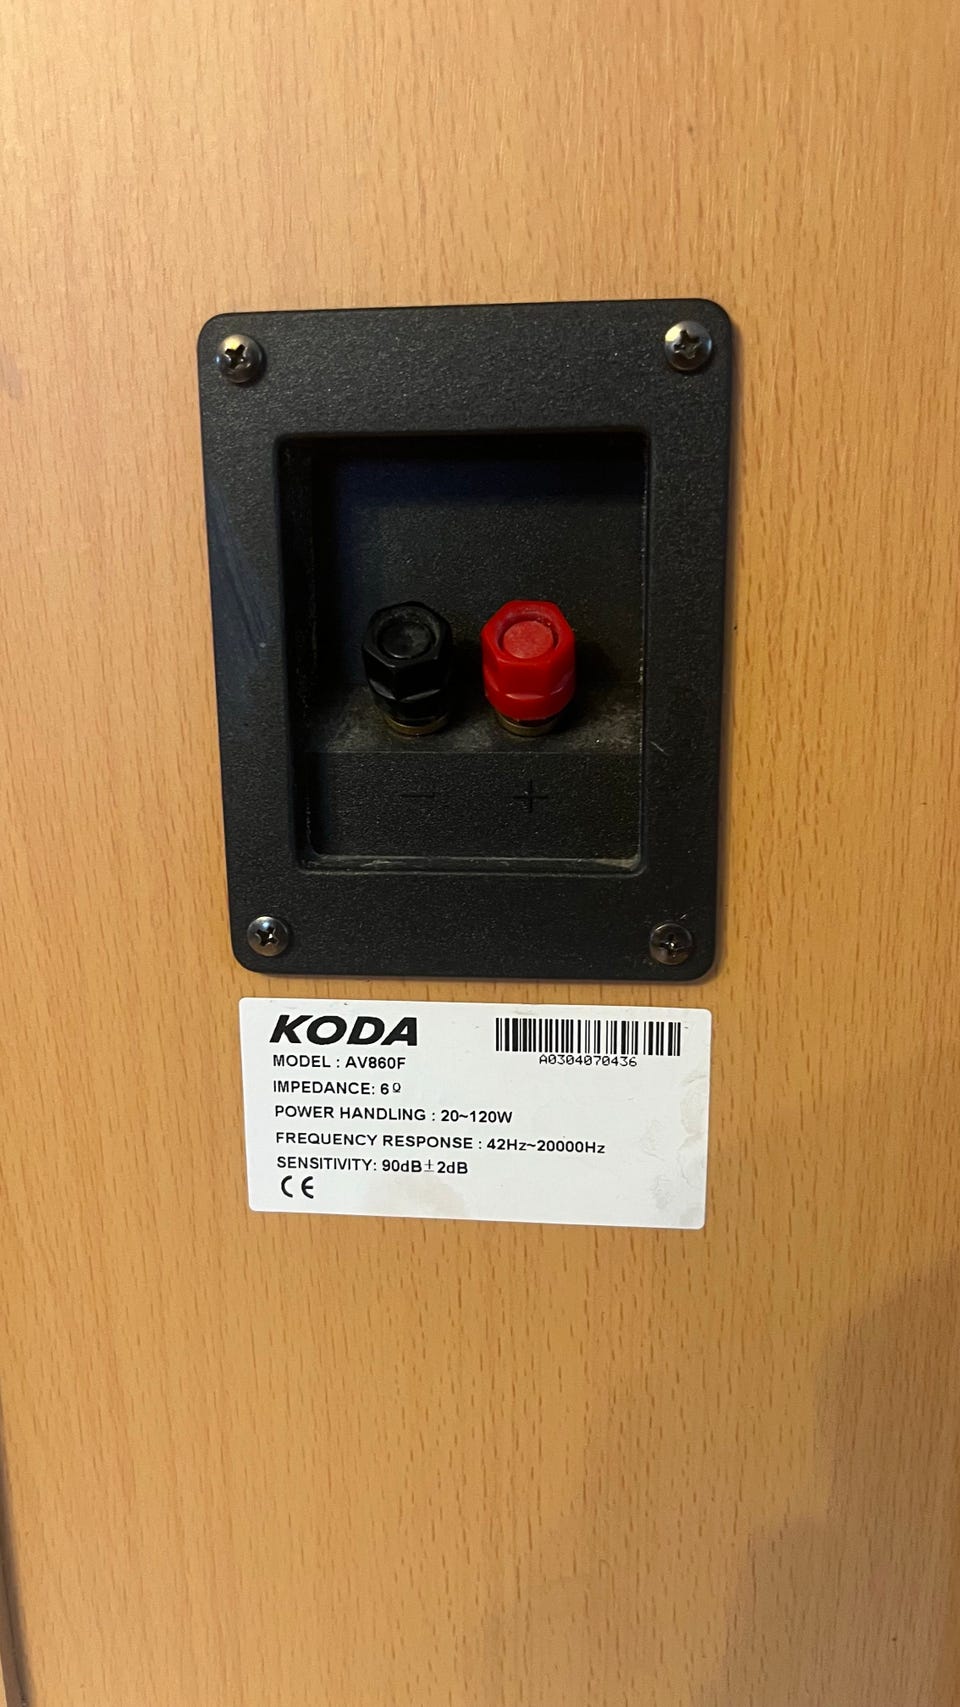 − +
KODA
A0304070436
MODEL : AV860F
IMPEDANCE: 6Ω
POWER HANDLING : 20~120W
FREQUENCY RESPONSE : 42Hz~20000Hz
SENSITIVITY: 90dB±2dB
CE